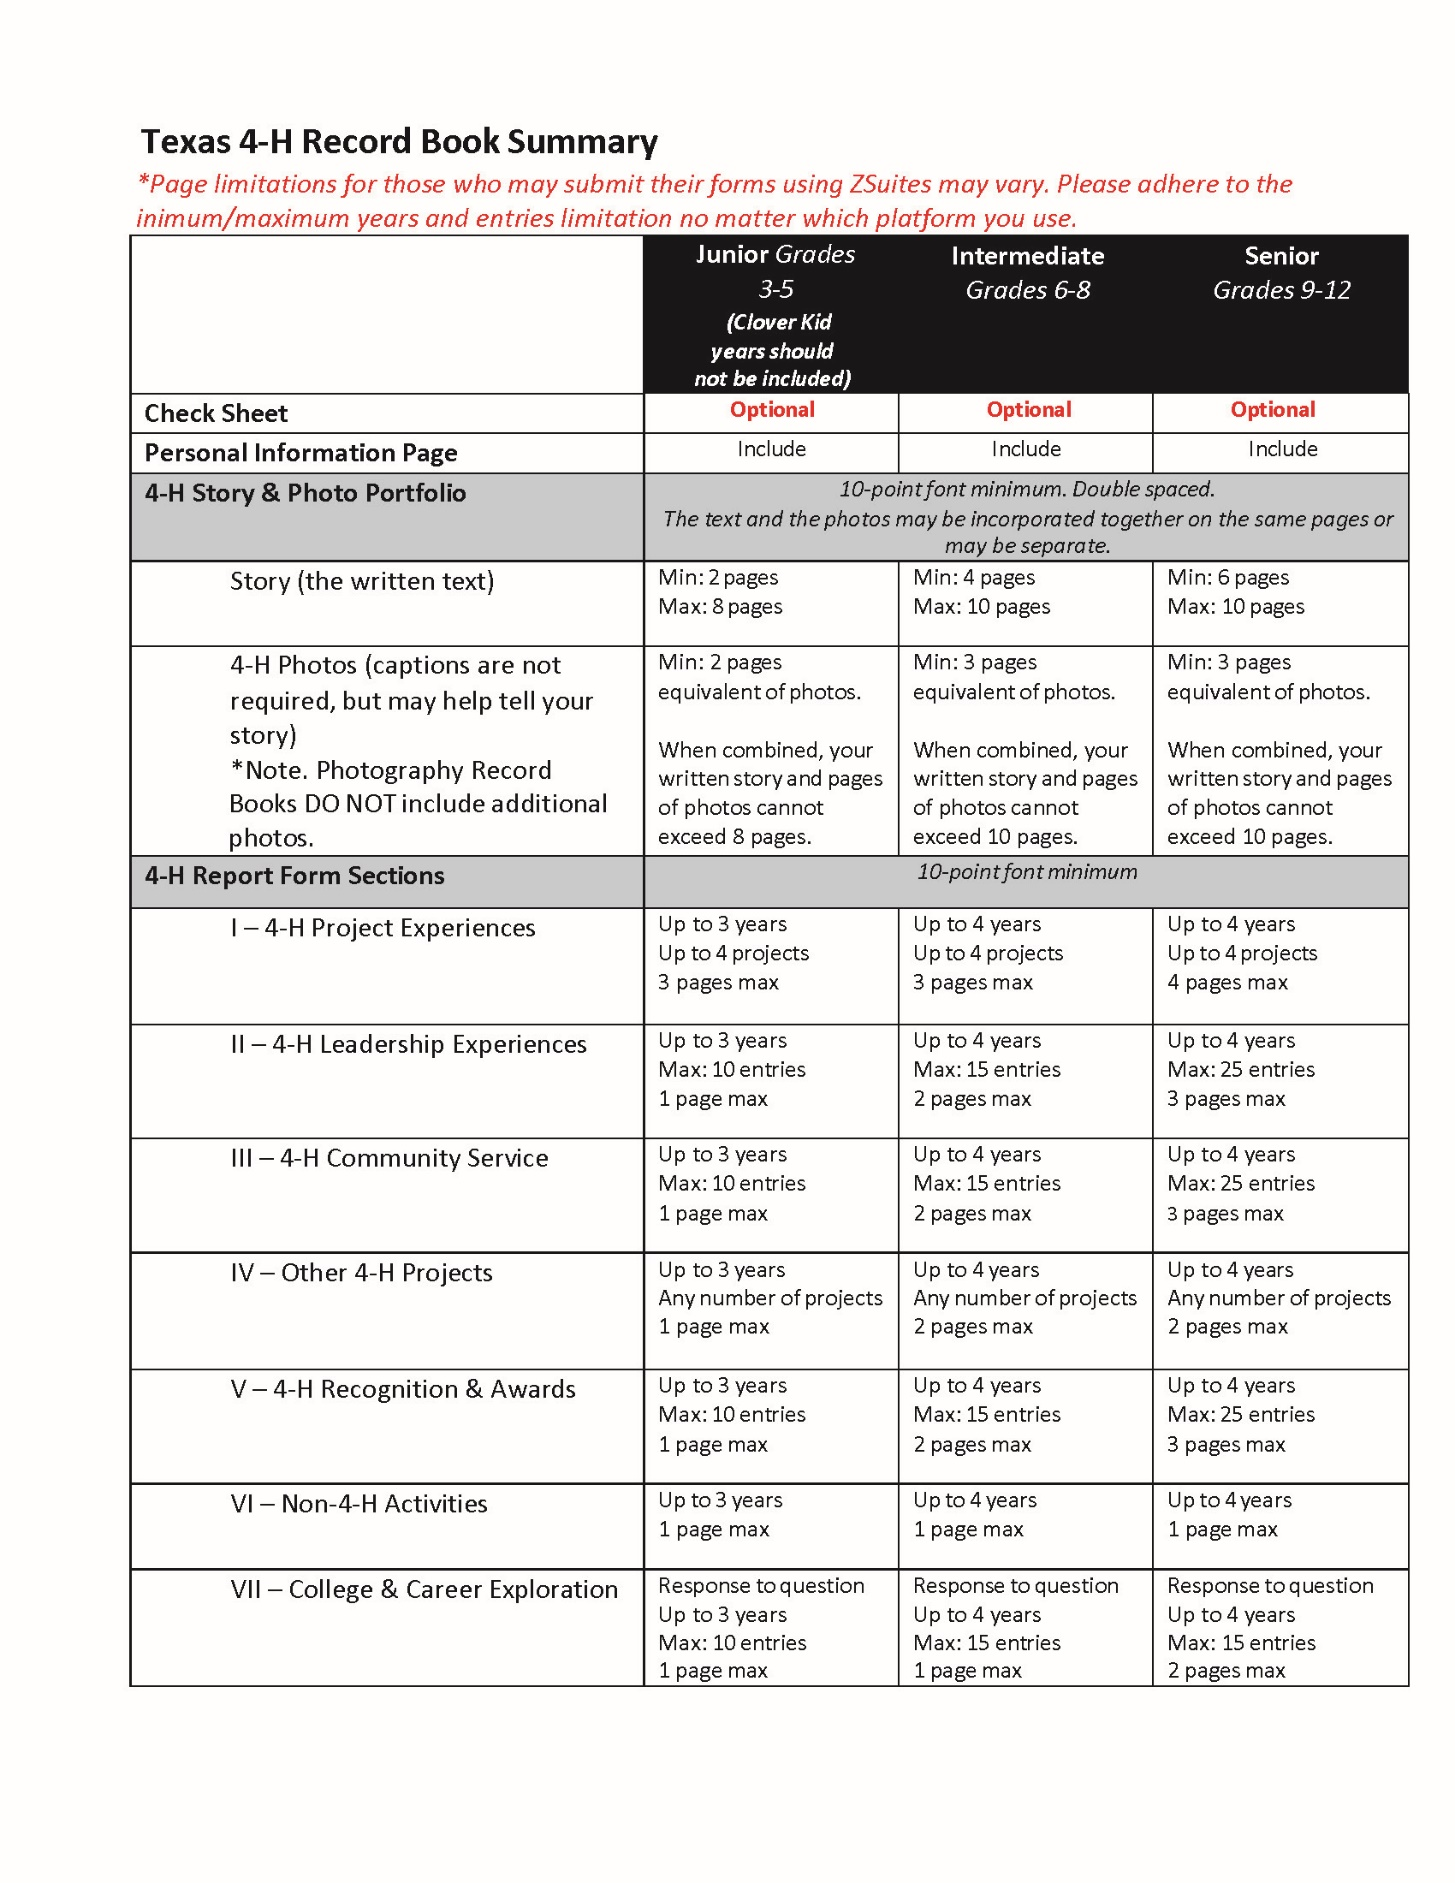 Texas 4-H Record Book Summary
*Page limitations for those who may submit their forms using ZSuites may vary. Please adhere to the
inimum/maximum years and entries limitation no matter which platform you use.
Junior Grades
3-5
(Clover Kid
years should
not be included)
Intermediate
Grades 6-8
Senior
Grades 9-12
Check Sheet
Optional
Optional
Optional
Personal Information Page
Include
Include
Include
4-H Story & Photo Portfolio
10-point font minimum. Double spaced.
The text and the photos may be incorporated together on the same pages or
may be separate.
Story (the written text)
Min: 2 pages
Max: 8 pages
Min: 4 pages
Max: 10 pages
Min: 6 pages
Max: 10 pages
4-H Photos (captions are not
required, but may help tell your
story)
*Note. Photography Record
Books DO NOT include additional
photos.
Min: 2 pages
equivalent of photos.
When combined, your
written story and pages
of photos cannot
exceed 8 pages.
Min: 3 pages
equivalent of photos.
When combined, your
written story and pages
of photos cannot
exceed 10 pages.
Min: 3 pages
equivalent of photos.
When combined, your
written story and pages
of photos cannot
exceed 10 pages.
4-H Report Form Sections
10-point font minimum
I – 4-H Project Experiences
Up to 3 years
Up to 4 projects
3 pages max
Up to 4 years
Up to 4 projects
3 pages max
Up to 4 years
Up to 4 projects
4 pages max
II – 4-H Leadership Experiences
Up to 3 years
Max: 10 entries
1 page max
Up to 4 years
Max: 15 entries
2 pages max
Up to 4 years
Max: 25 entries
3 pages max
III – 4-H Community Service
Up to 3 years
Max: 10 entries
1 page max
Up to 4 years
Max: 15 entries
2 pages max
Up to 4 years
Max: 25 entries
3 pages max
IV – Other 4-H Projects
Up to 3 years
Any number of projects
1 page max
Up to 4 years
Any number of projects
2 pages max
Up to 4 years
Any number of projects
2 pages max
V – 4-H Recognition & Awards
Up to 3 years
Max: 10 entries
1 page max
Up to 4 years
Max: 15 entries
2 pages max
Up to 4 years
Max: 25 entries
3 pages max
VI – Non-4-H Activities
Up to 3 years
1 page max
Up to 4 years
1 page max
Up to 4 years
1 page max
VII – College & Career Exploration
Response to question
Up to 3 years
Max: 10 entries
1 page max
Response to question
Up to 4 years
Max: 15 entries
1 page max
Response to question
Up to 4 years
Max: 15 entries
2 pages max